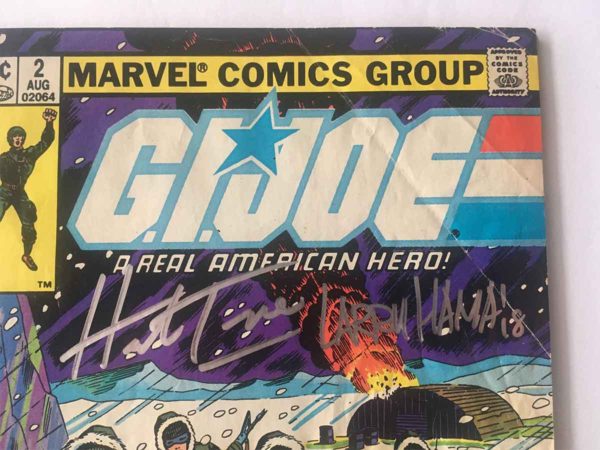 ¢ 2 AUG 02064
MARVEL® COMICS GROUP
APPROVED BY THE COMICS CODE AUTHORITY
G.I. JOE
A REAL AMERICAN HERO!
TM
LARRY HAMA '18